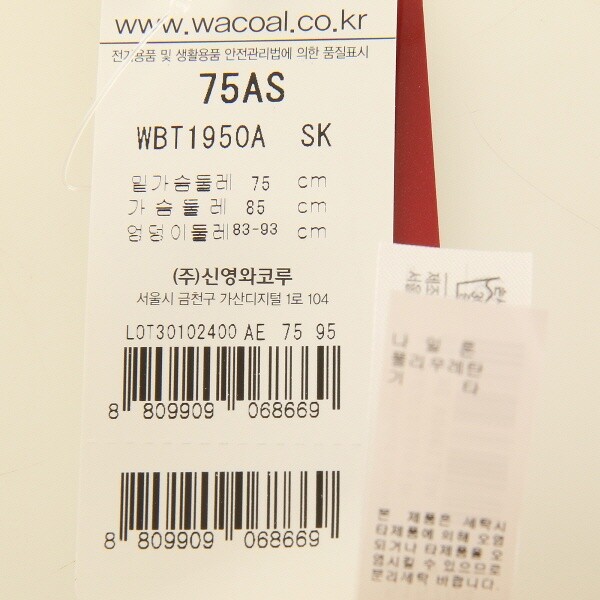 www.wacoal.co.kr
전기용품 및 생활용품 안전관리법에 의한 품질표시
75AS
WBT1950A SK
밑가슴둘레 75 cm
가슴둘레 85 cm
엉덩이둘레 83-93 cm
(주)신영와코루
서울시 금천구 가산디지털 1로 104
LOT30102400 AE 75 95
8 809909 068669
8 809909 068669
제조
서울
나일론
폴리우레탄
기타
본 제품은 세탁시
타제품에 의해 오염
되거나 타제품을 오
염시킬 수 있으므로
분리세탁 바랍니다.